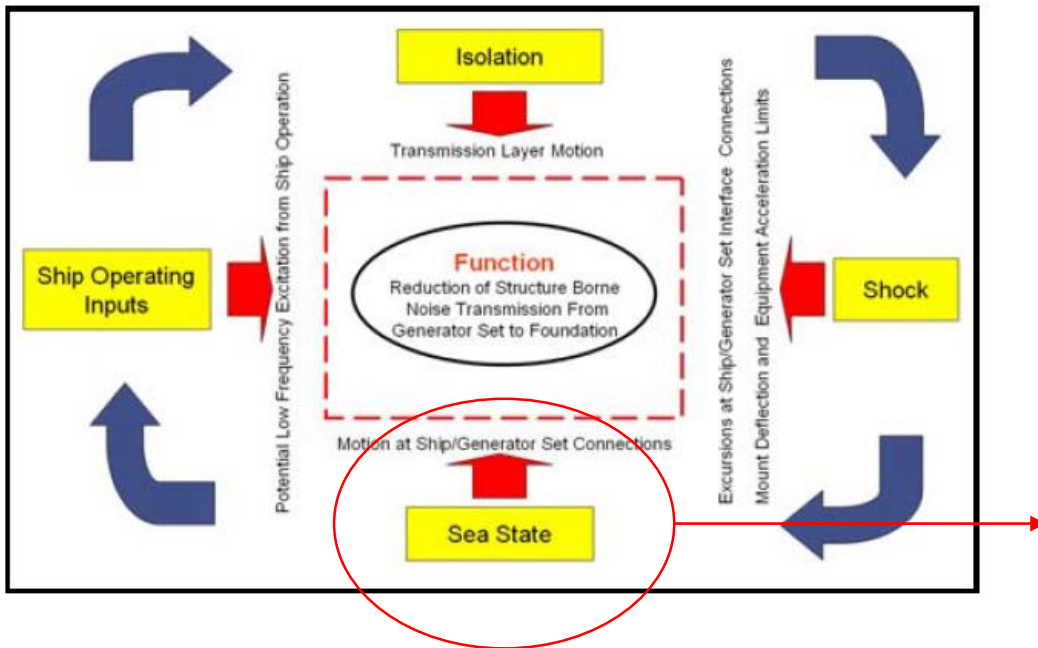 Isolation
Transmission Layer Motion
Potential Low Frequency Excitation from Ship Operation
Ship Operating
Inputs
Function
Reduction of Structure Borne
Noise Transmission From
Generator Set to Foundation
Shock
Excursions at Ship/Generator Set Interface Connections
Mount Deflection and Equipment Acceleration Limits
Motion at Ship/Generator Set Connections
Sea State